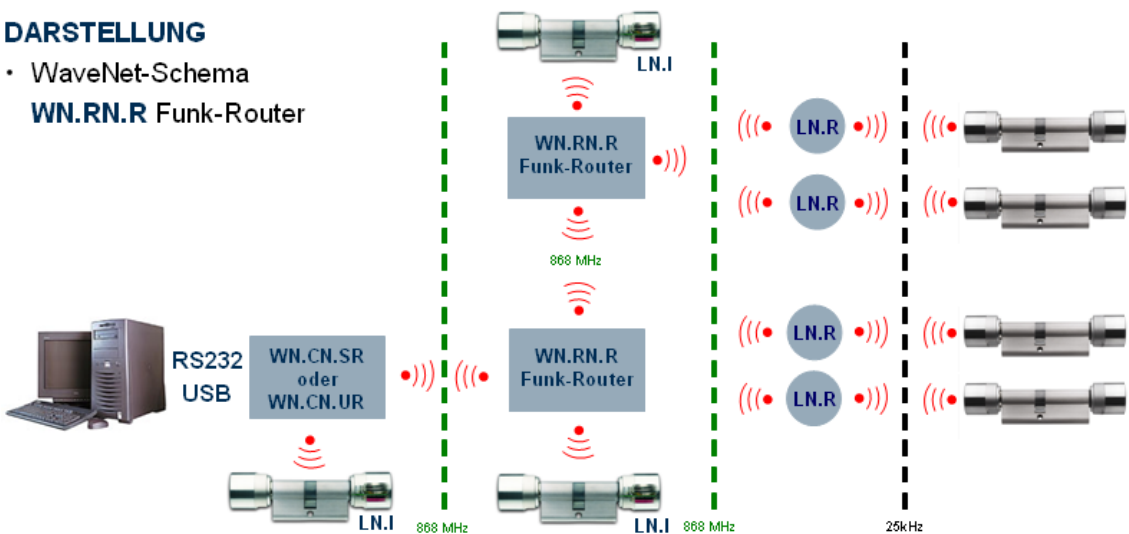 DARSTELLUNG
• WaveNet-Schema
WN.RN.R Funk-Router
LN.I
WN.RN.R
Funk-Router
LN.R
LN.R
868 MHz
RS232
USB
WN.CN.SR
oder
WN.CN.UR
WN.RN.R
Funk-Router
LN.R
LN.R
LN.I
868 MHz
LN.I
868 MHz
25kHz